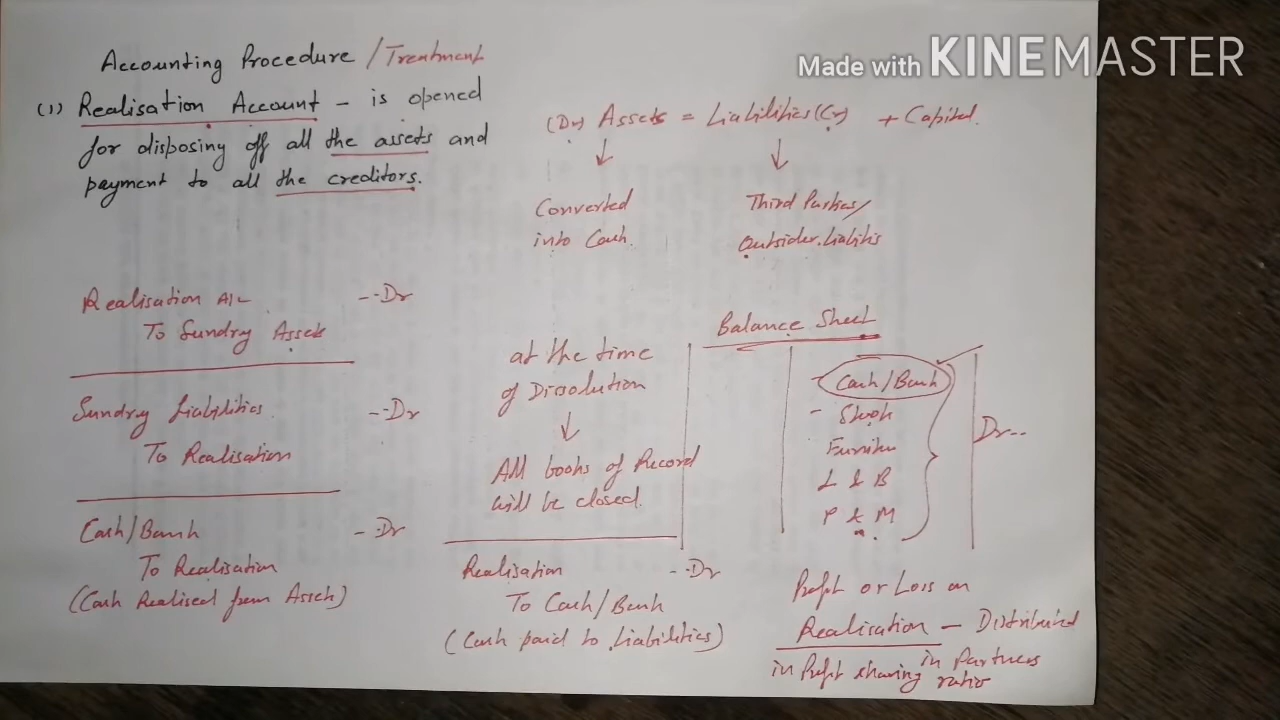 Accounting Procedure / Treatment
(1) Realisation Account - is opened
for disposing off all the assets and
payment to all the creditors.
Realisation A/c --Dr
To Sundry Assets
Sundry Liabilities --Dr
To Realisation
Cash/Bank - Dr
To Realisation
(Cash Realised from Assets)
at the time
of Dissolution
All books of Record
will be closed.
Realisation --Dr
To Cash/Bank
(Cash paid to Liabilities)
Made with KINEMASTER
(Dr) Assets = Liabilities(Cr) + Capital.
Converted
into Cash.
Third Parties/
outsider liabilitis
Balance Sheet
- Cash/Bank
- Stock
Furnitu
L & B
P & M
Dr--
Profit or Loss on
Realisation - Distributed
in Partners
in Profit sharing ratio